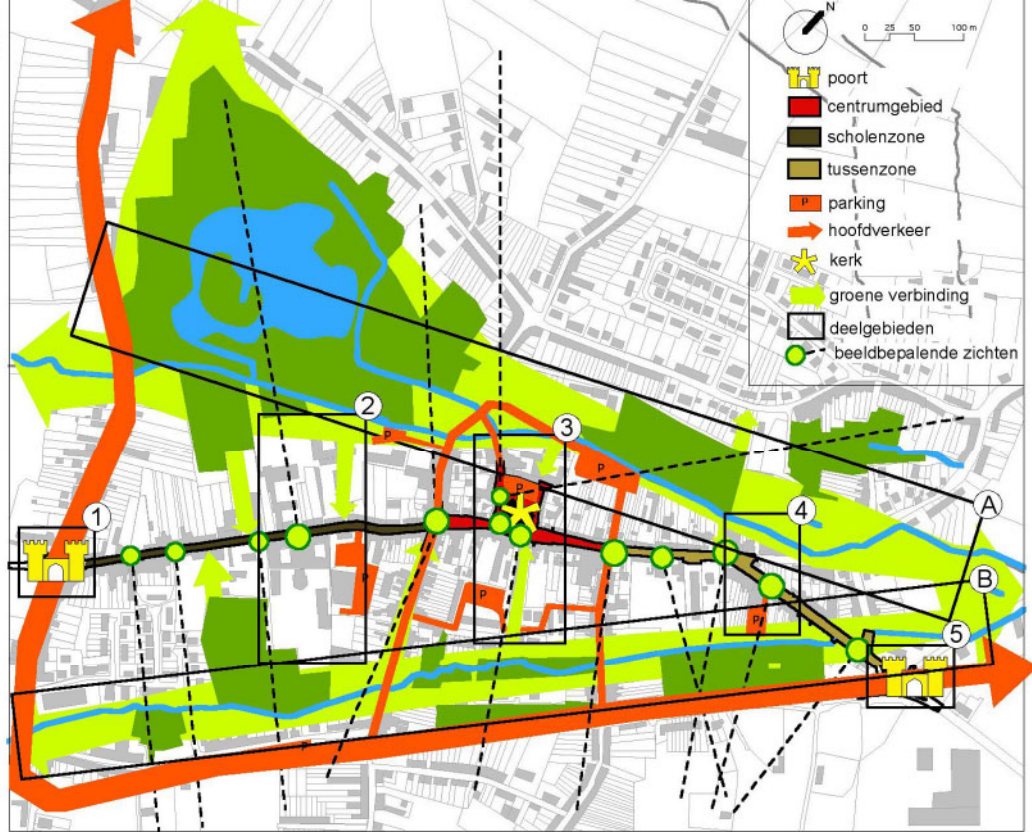 N
0 25 50 100 m
poort
centrumgebied
scholenzone
tussenzone
P parking
hoofdverkeer
kerk
groene verbinding
deelgebieden
beeldbepalende zichten
2
P
3
P
P
A
4
1
P
B
P
P
5
P